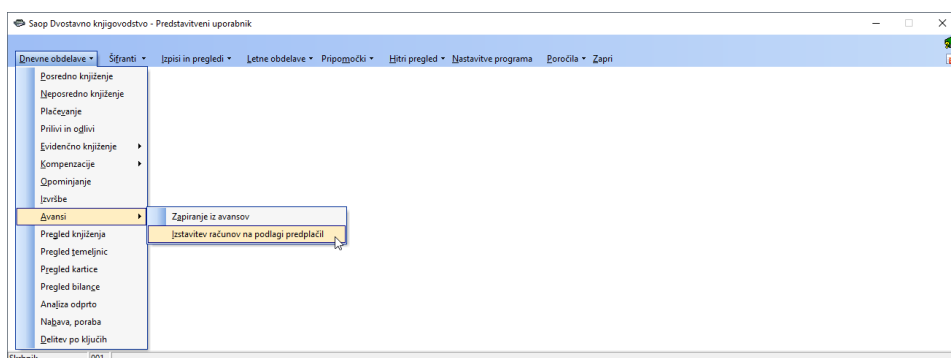 Saop Dvostavno knjigovodstvo - Predstavitveni uporabnik
Dnevne obdelave Šifranti Izpisi in pregledi Letne obdelave Pripomočki Hitri pregled Nastavitve programa Poročila Zapri
Posredno knjiženje
Neposredno knjiženje
Plačevanje
Prilivi in odlivi
Evidenčno knjiženje
Kompenzacije
Opominjanje
Izvršbe
Avansi
Zapiranje iz avansov
Izstavitev računov na podlagi predplačil
Pregled knjiženja
Pregled temeljnic
Pregled kartice
Pregled bilance
Analiza odprto
Nabava, poraba
Delitev po ključih
Skrbnik 001